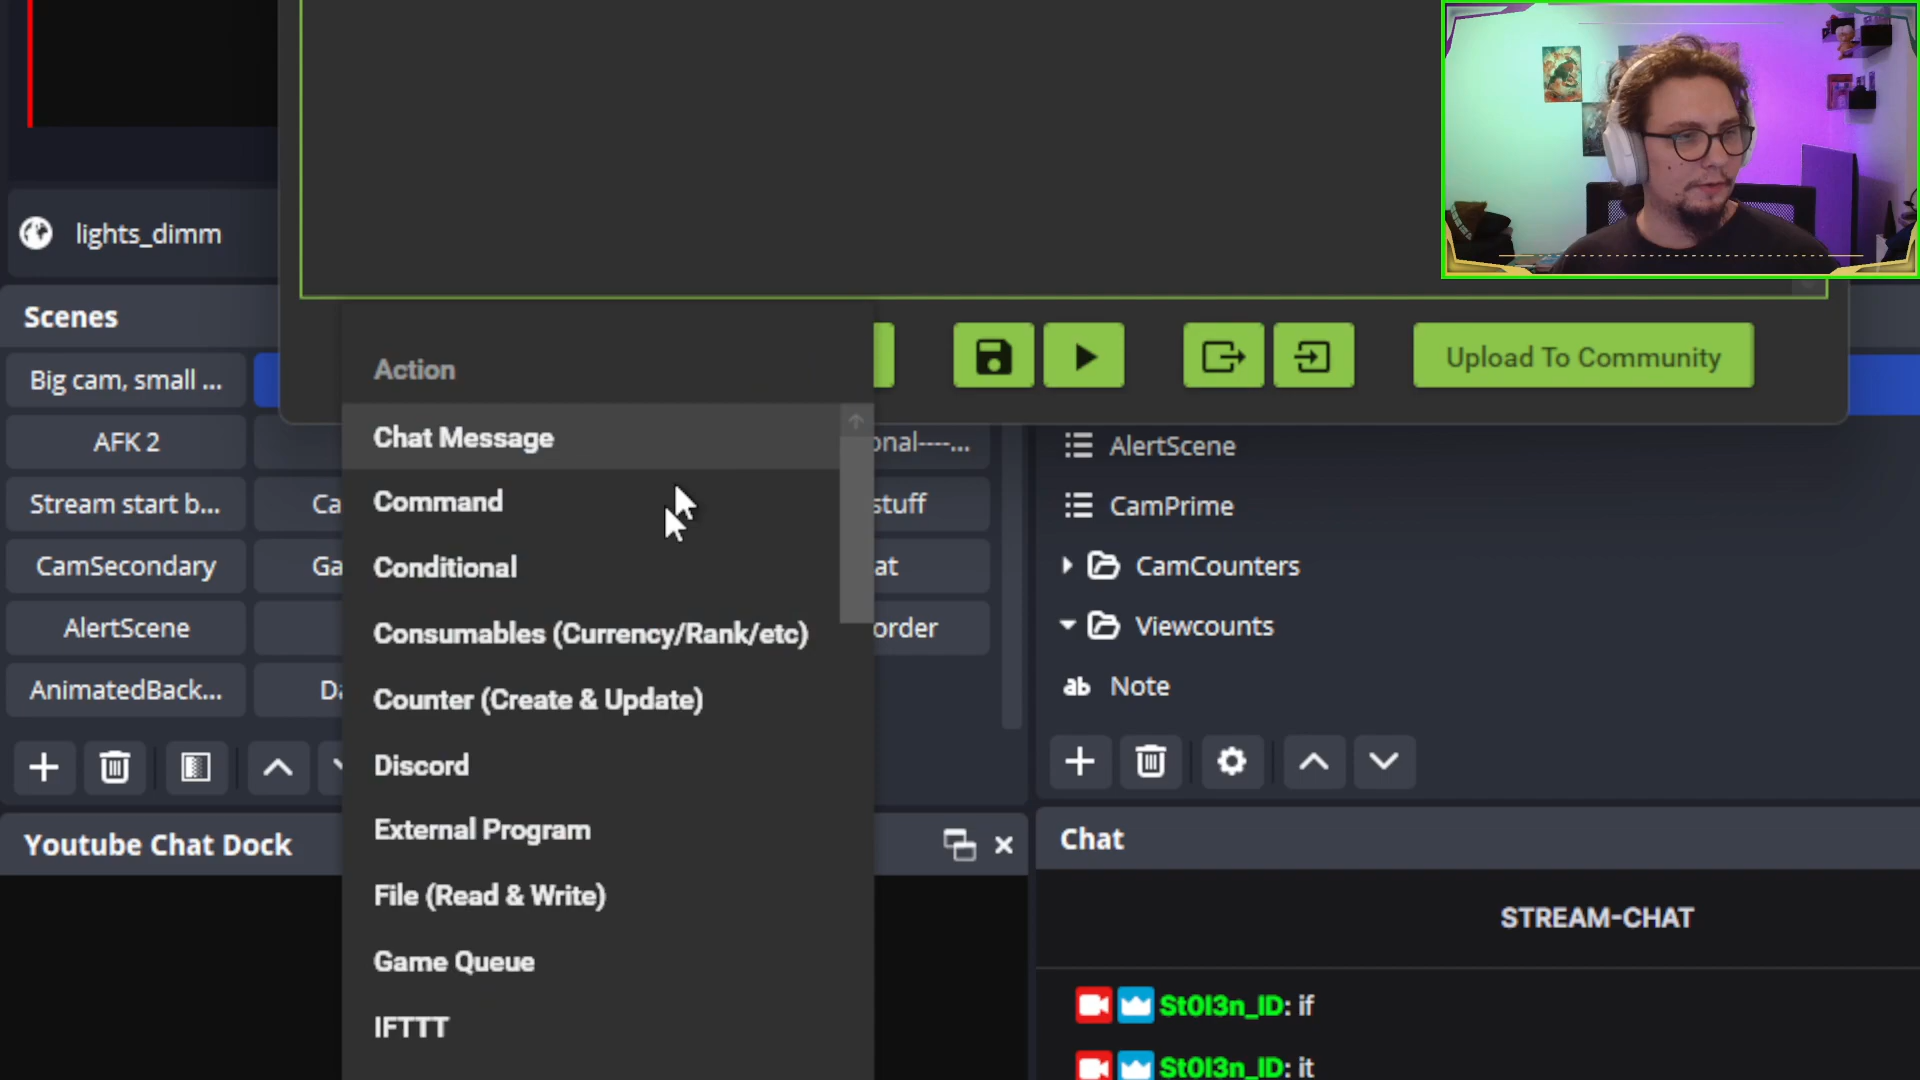 lights_dimm
Scenes
Big cam, small ...
AFK 2
Stream start b...
Ca
CamSecondary
Ga
AlertScene
AnimatedBack...
Da
Action
Chat Message
Command
Conditional
Consumables (Currency/Rank/etc)
Counter (Create & Update)
Discord
External Program
File (Read & Write)
Game Queue
IFTTT
onal----...
stuff
at
order
Upload To Community
AlertScene
CamPrime
CamCounters
Viewcounts
ab Note
Youtube Chat Dock
Chat
STREAM-CHAT
St0l3n_ID: if
St0l3n_ID: it